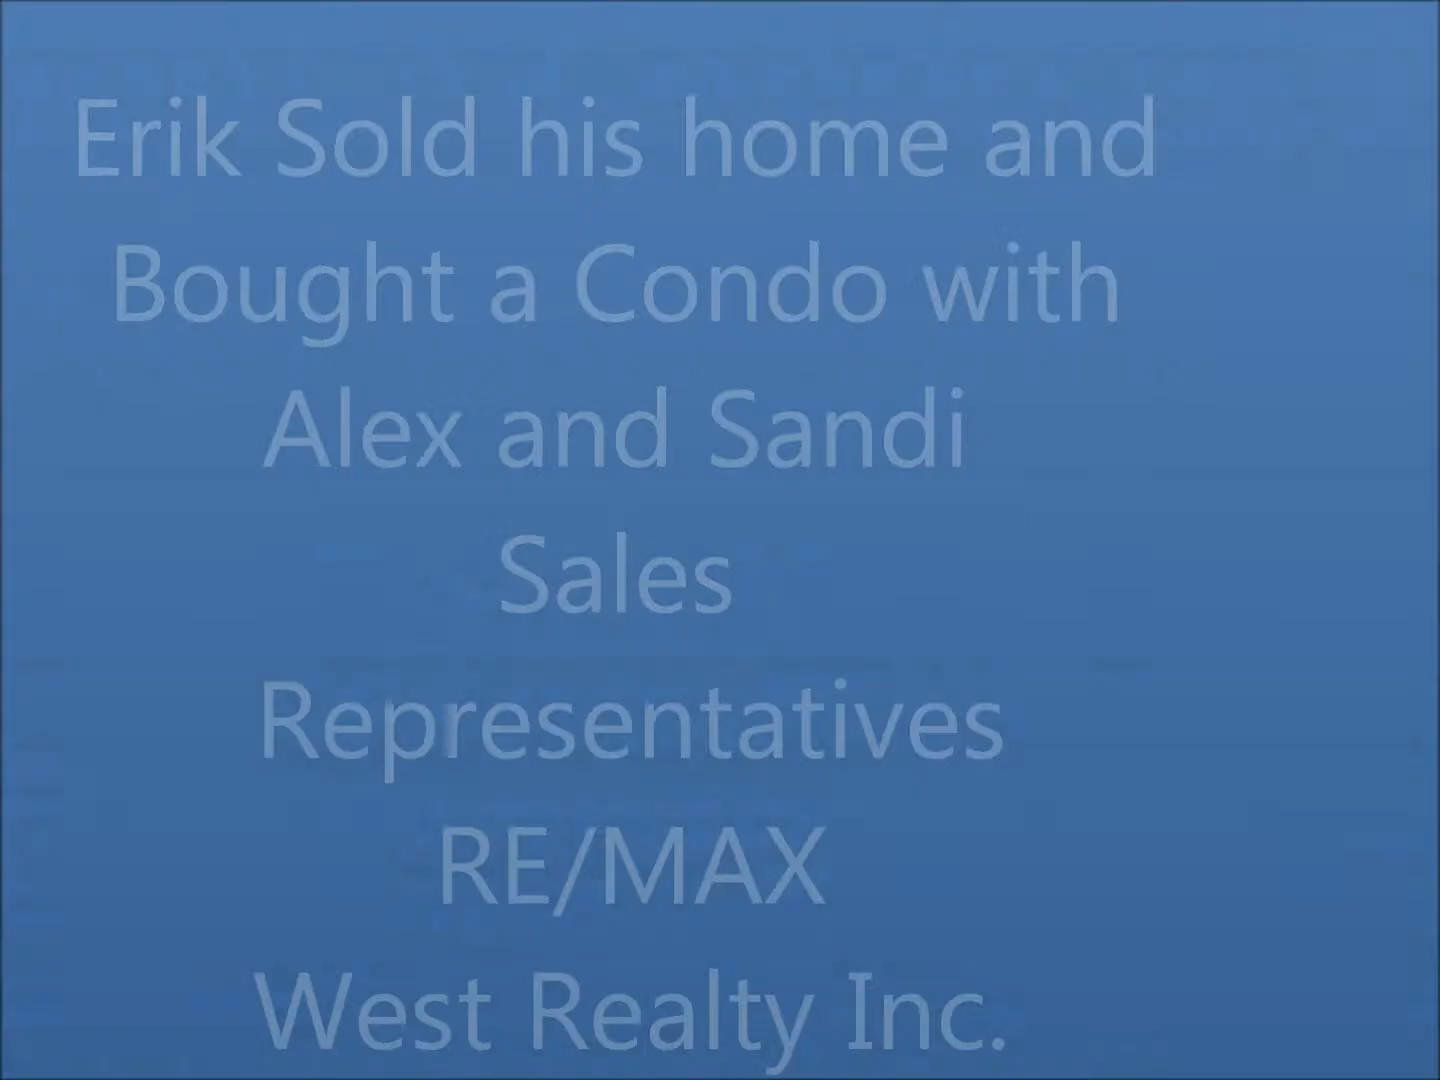 Erik Sold his home and
Bought a Condo with
Alex and Sandi
Sales
Representatives
RE/MAX
West Realty Inc.